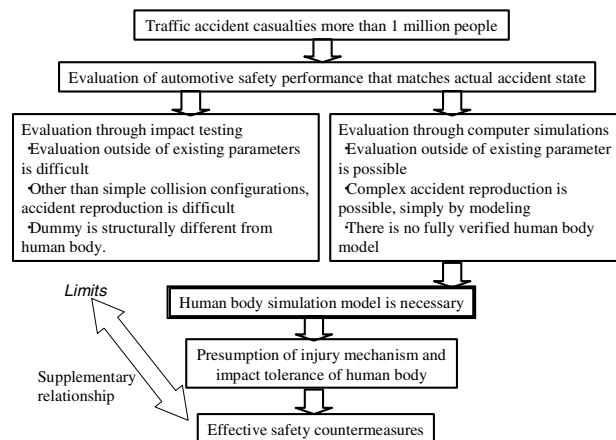 Traffic accident casualties more than 1 million people
Evaluation of automotive safety performance that matches actual accident state
Evaluation through impact testing
・Evaluation outside of existing parameters
is difficult
・Other than simple collision configurations,
accident reproduction is difficult
・Dummy is structurally different from
human body.
Evaluation through computer simulations
・Evaluation outside of existing parameter
is possible
・Complex accident reproduction is
possible, simply by modeling
・There is no fully verified human body
model
Human body simulation model is necessary
Limits
Presumption of injury mechanism and
impact tolerance of human body
Supplementary
relationship
Effective safety countermeasures